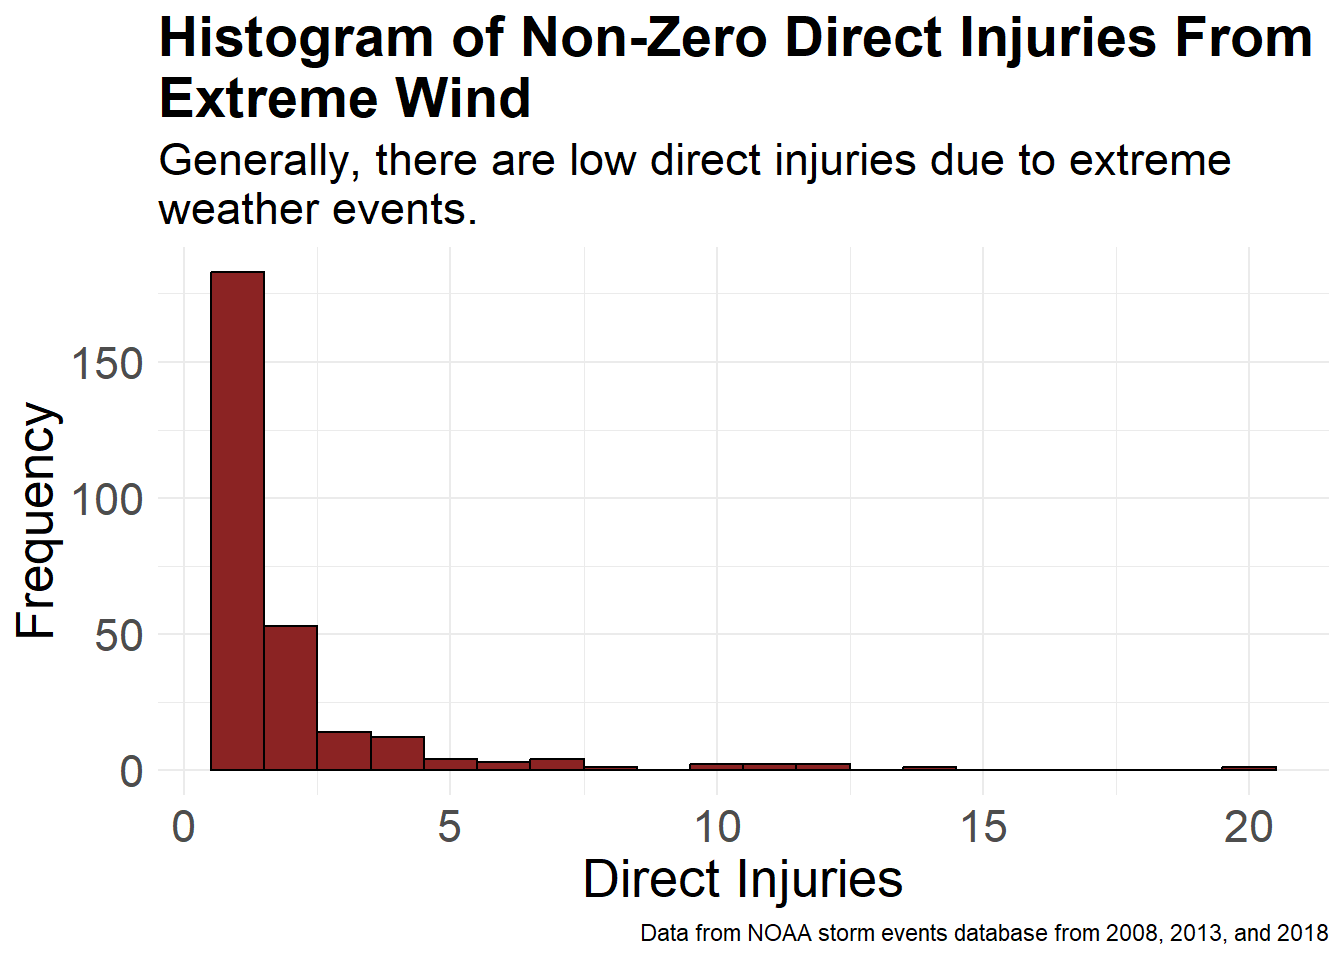 Histogram of Non-Zero Direct Injuries From
Extreme Wind
Generally, there are low direct injuries due to extreme
weather events.
Frequency
150
100
50
0
0 5 10 15 20
Direct Injuries
Data from NOAA storm events database from 2008, 2013, and 2018